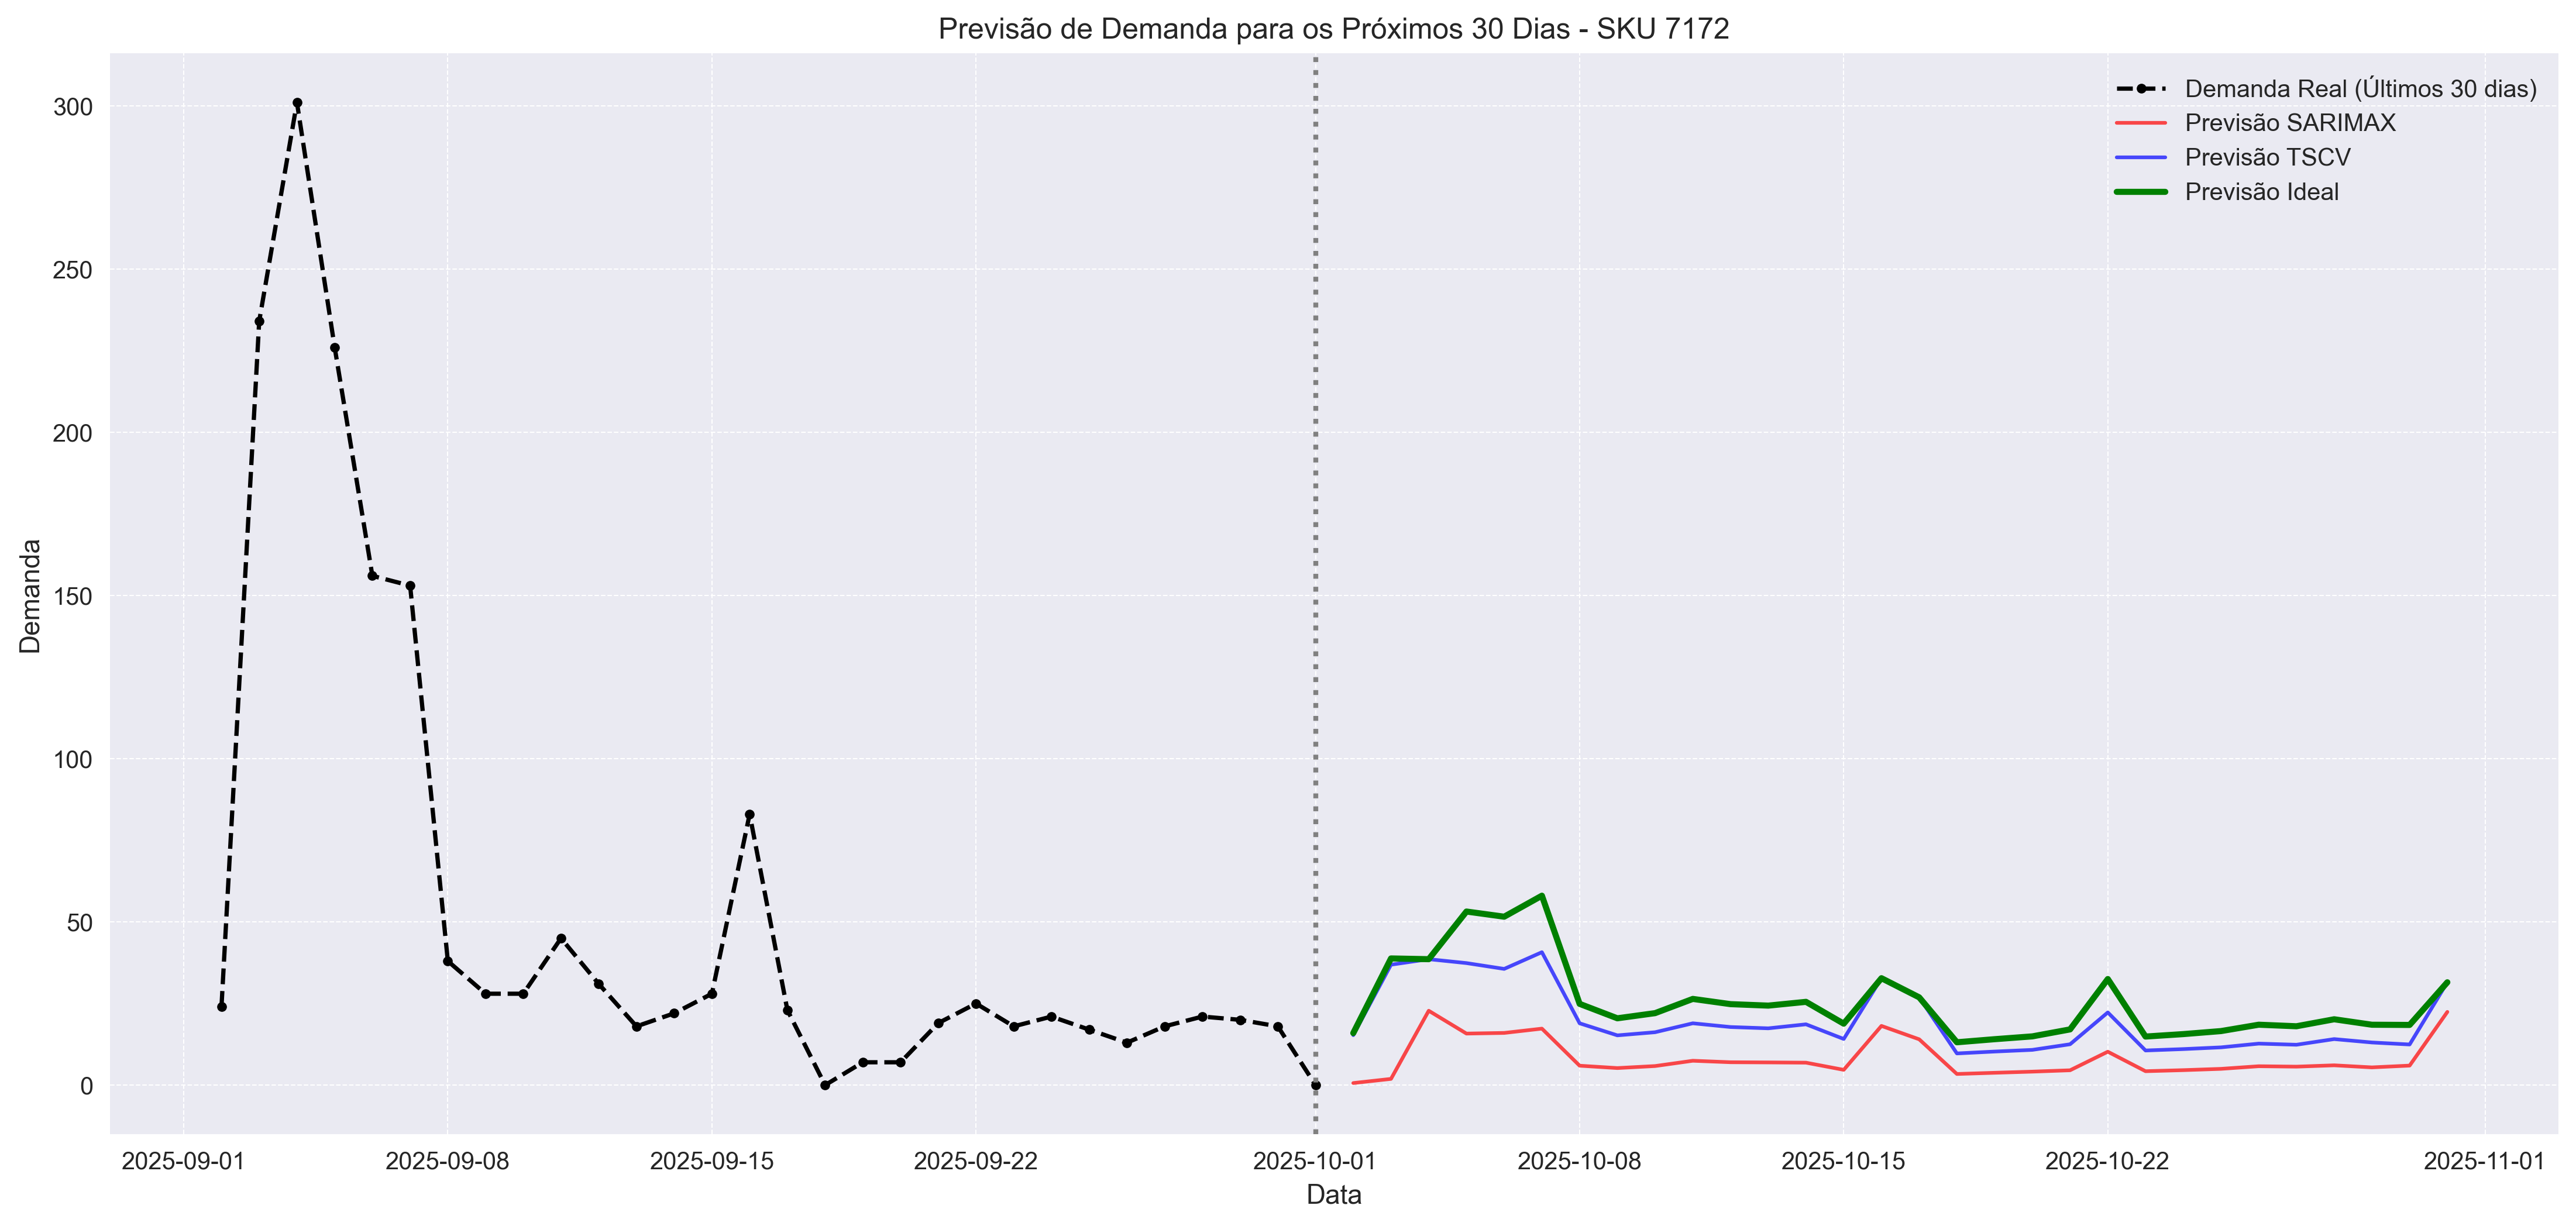 Previsão de Demanda para os Próximos 30 Dias - SKU 7172
Demanda Real (Últimos 30 dias)
Previsão SARIMAX
Previsão TSCV
Previsão Ideal
300
250
200
150
100
50
0
Demanda
2025-09-01 2025-09-08 2025-09-15 2025-09-22 2025-10-01 2025-10-08 2025-10-15 2025-10-22 2025-11-01
Data